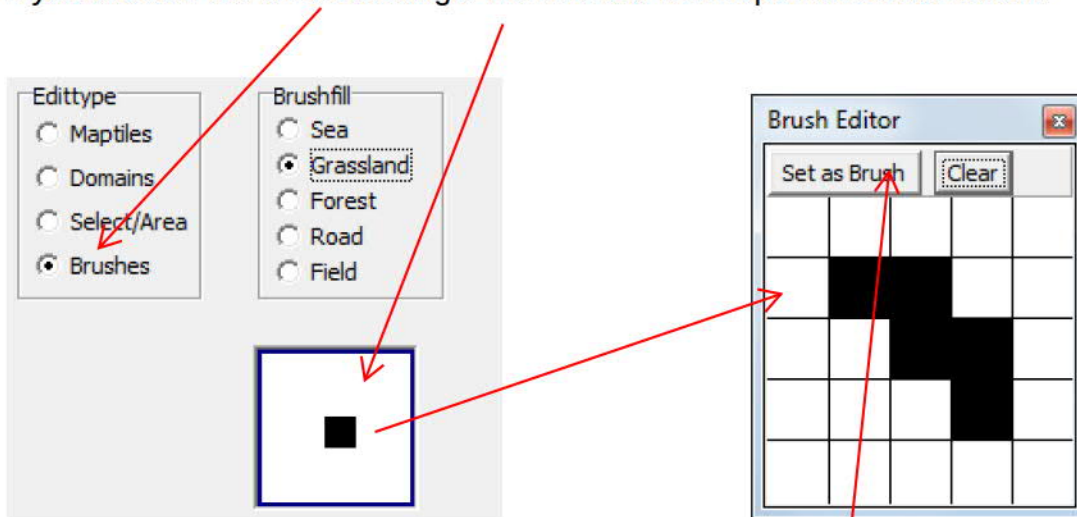 Edittype
Maptiles
Domains
Select/Area
Brushes
Brushfill
Sea
Grassland
Forest
Road
Field
Brush Editor
Set as Brush
Clear